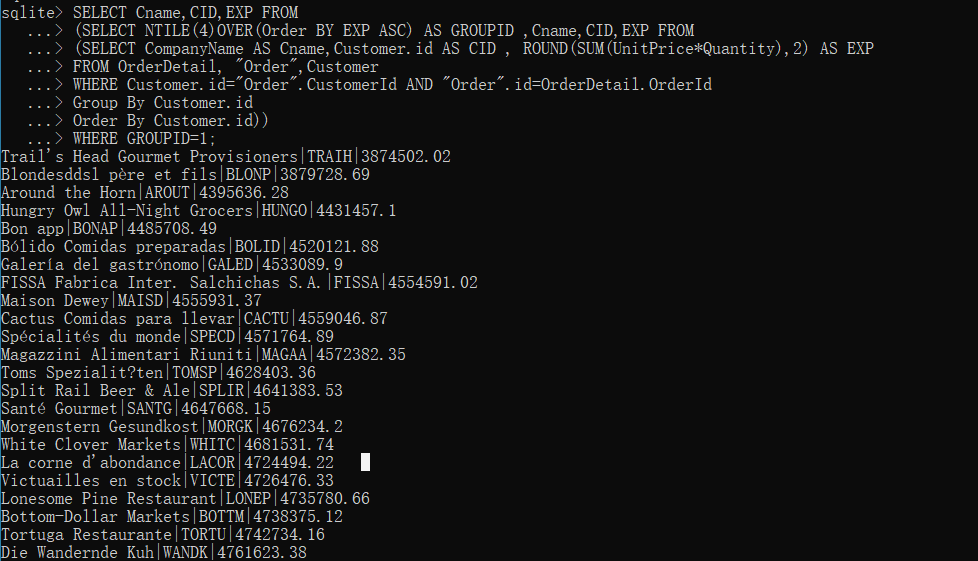 sqlite> SELECT Cname,CID,EXP FROM
   ...> (SELECT NTILE(4)OVER(Order BY EXP ASC) AS GROUPID ,Cname,CID,EXP FROM
   ...> (SELECT CompanyName AS Cname,Customer.id AS CID , ROUND(SUM(UnitPrice*Quantity),2) AS EXP
   ...> FROM OrderDetail, "Order",Customer
   ...> WHERE Customer.id="Order".CustomerId AND "Order".id=OrderDetail.OrderId
   ...> Group By Customer.id
   ...> Order By Customer.id))
   ...> WHERE GROUPID=1;
Trail's Head Gourmet Provisioners|TRAIH|3874502.02
Blondesddsl père et fils|BLONP|3879728.69
Around the Horn|AROUT|4395636.28
Hungry Owl All-Night Grocers|HUNGO|4431457.1
Bon app|BONAP|4485708.49
Bólido Comidas preparadas|BOLID|4520121.88
Galería del gastrónomo|GALED|4533089.9
FISSA Fabrica Inter. Salchichas S.A.|FISSA|4554591.02
Maison Dewey|MAISD|4555931.37
Cactus Comidas para llevar|CACTU|4559046.87
Spécialités du monde|SPECD|4571764.89
Magazzini Alimentari Riuniti|MAGAA|4572382.35
Toms Spezialit?ten|TOMSP|4628403.36
Split Rail Beer & Ale|SPLIR|4641383.53
Santé Gourmet|SANTG|4647668.15
Morgenstern Gesundkost|MORGK|4676234.2
White Clover Markets|WHITC|4681531.74
La corne d'abondance|LACOR|4724494.22
Victuailles en stock|VICTE|4726476.33
Lonesome Pine Restaurant|LONEP|4735780.66
Bottom-Dollar Markets|BOTTM|4738375.12
Tortuga Restaurante|TORTU|4742734.16
Die Wandernde Kuh|WANDK|4761623.38